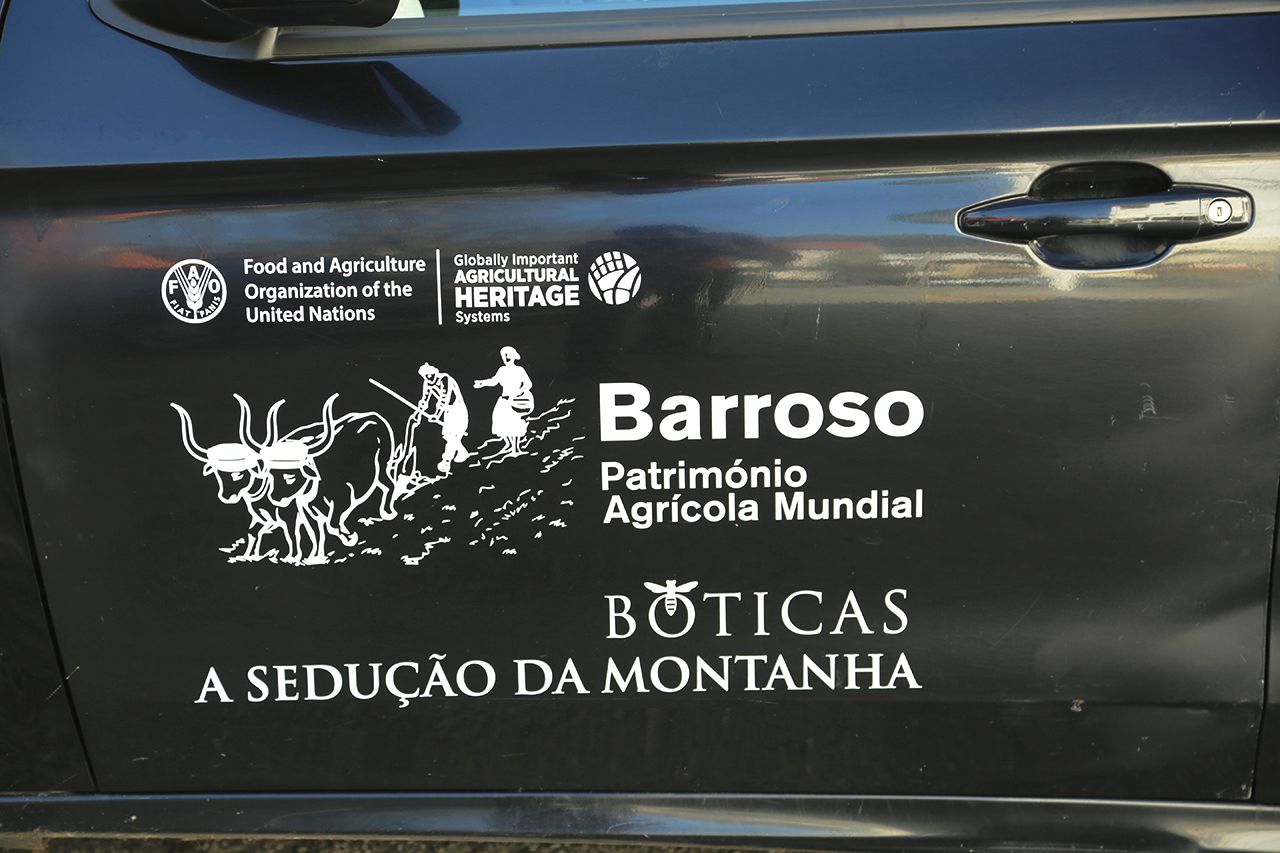 FAO
FIAT PANIS
Food and Agriculture
Organization of the
United Nations
Globally Important
AGRICULTURAL
HERITAGE
Systems
Barroso
Património
Agrícola Mundial
BOTICAS
A SEDUÇÃO DA MONTANHA